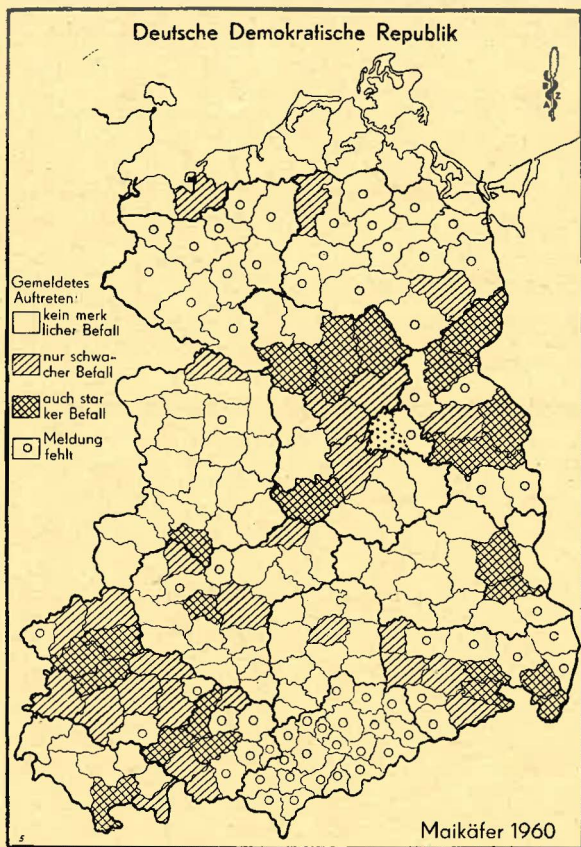 Deutsche Demokratische Republik
Gemeldetes
Auftreten:
kein merk
licher Befall
nur schwa-
cher Befall
auch star
ker Befall
Meldung
fehlt
5
Maikäfer 1960